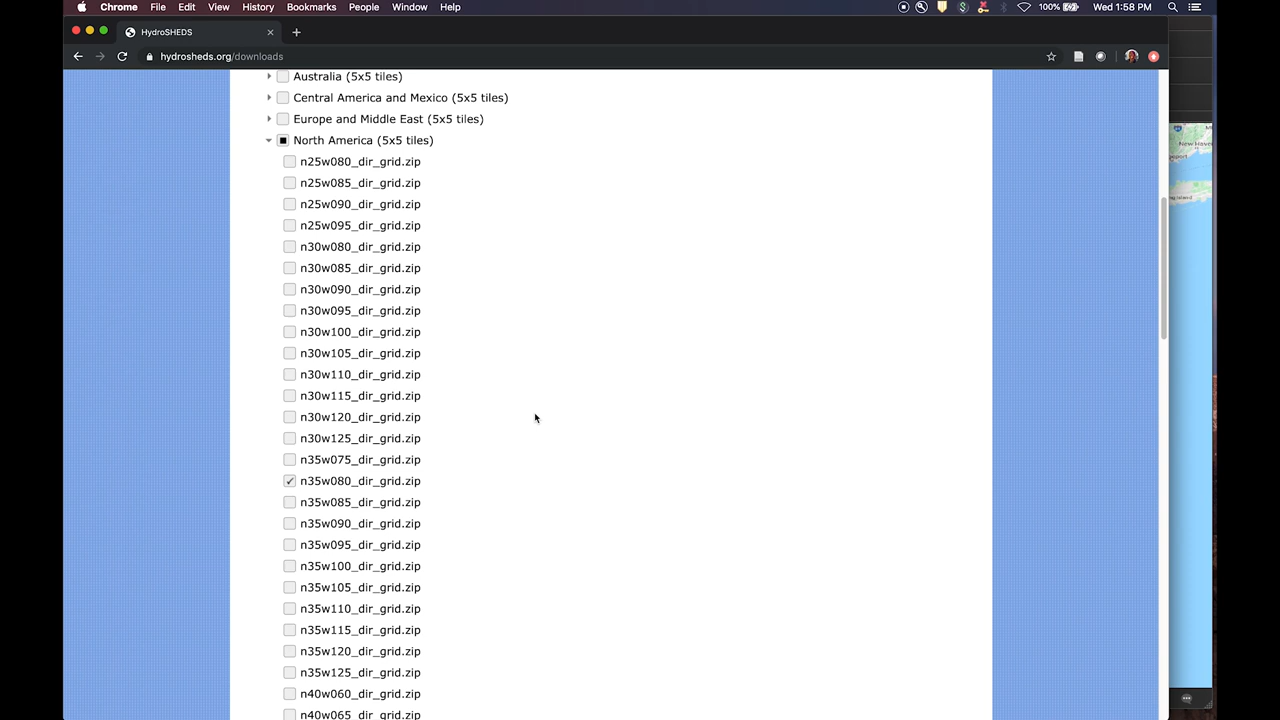 Chrome File Edit View History Bookmarks People Window Help 100% Wed 1:58 PM
HydroSHEDS
hydrosheds.org/downloads
Australia (5x5 tiles)
Central America and Mexico (5x5 tiles)
Europe and Middle East (5x5 tiles)
North America (5x5 tiles)
n25w080_dir_grid.zip
n25w085_dir_grid.zip
n25w090_dir_grid.zip
n25w095_dir_grid.zip
n30w080_dir_grid.zip
n30w085_dir_grid.zip
n30w090_dir_grid.zip
n30w095_dir_grid.zip
n30w100_dir_grid.zip
n30w105_dir_grid.zip
n30w110_dir_grid.zip
n30w115_dir_grid.zip
n30w120_dir_grid.zip
n30w125_dir_grid.zip
n35w075_dir_grid.zip
n35w080_dir_grid.zip
n35w085_dir_grid.zip
n35w090_dir_grid.zip
n35w095_dir_grid.zip
n35w100_dir_grid.zip
n35w105_dir_grid.zip
n35w110_dir_grid.zip
n35w115_dir_grid.zip
n35w120_dir_grid.zip
n35w125_dir_grid.zip
n40w060_dir_grid.zip
New Have
port
g Island